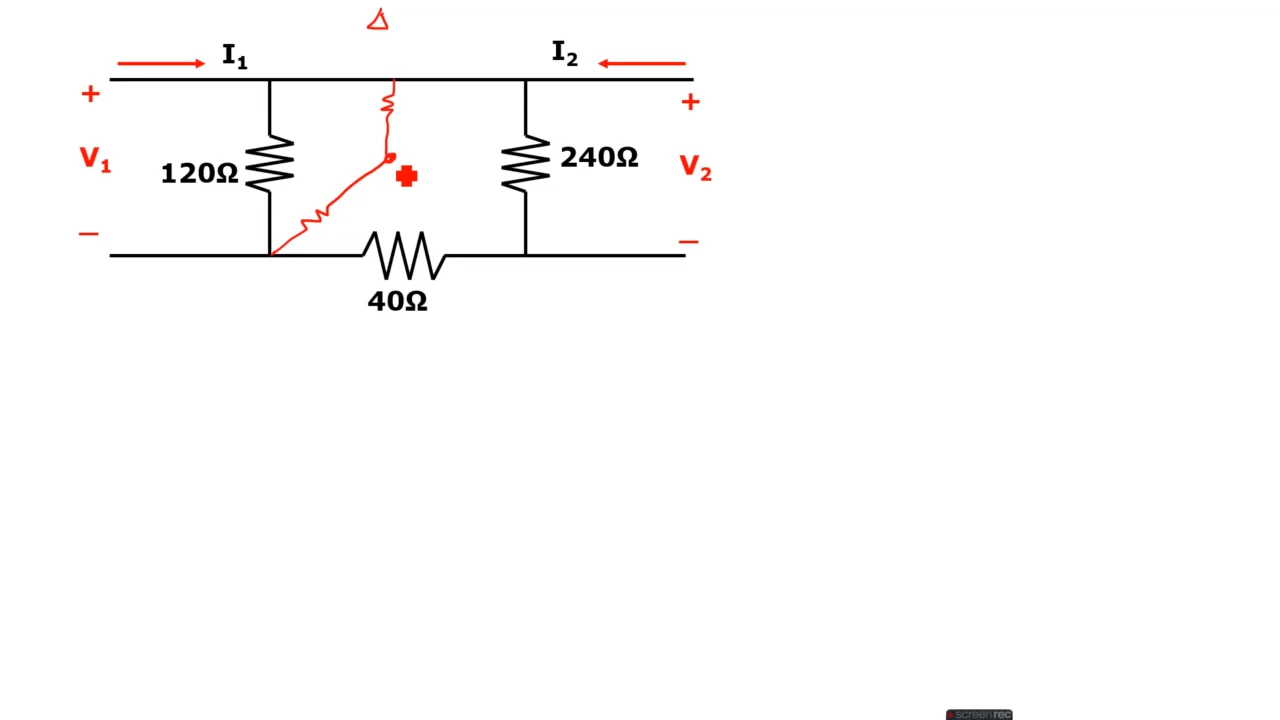 Δ
I₁
I₂
+
+
V₁
120Ω
240Ω
V₂
–
–
40Ω
screenrec